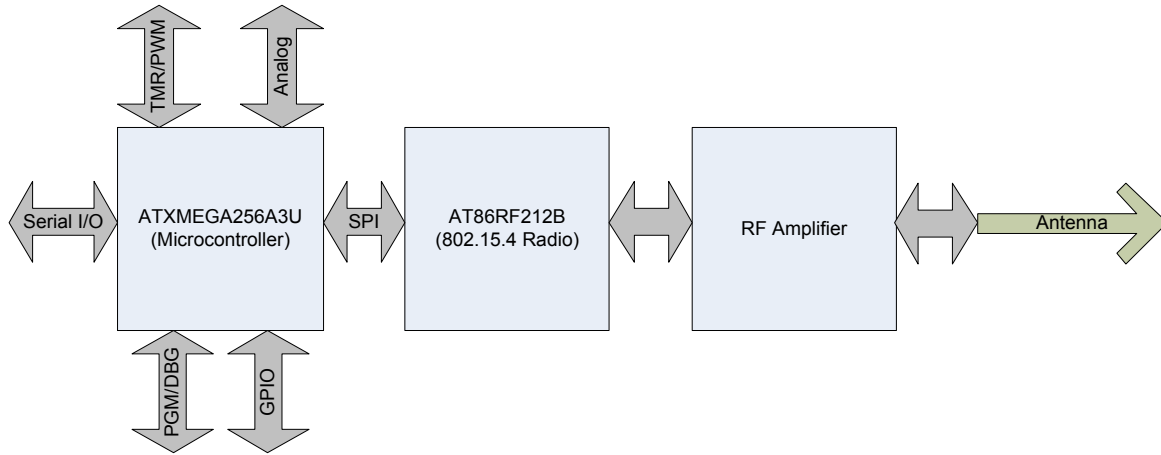 TMR/PWM
Analog
Serial I/O
ATXMEGA256A3U
(Microcontroller)
SPI
AT86RF212B
(802.15.4 Radio)
RF Amplifier
Antenna
PGM/DBG
GPIO